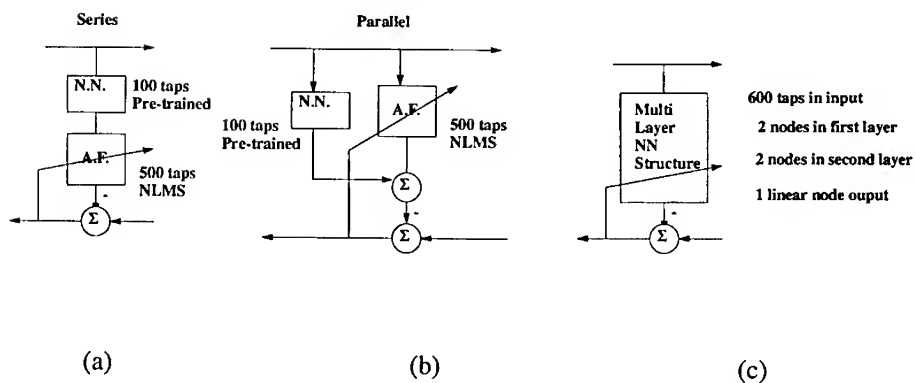 Series
N.N.
100 taps
Pre-trained
A.F.
500 taps
NLMS
-
Σ
(a)
Parallel
N.N.
100 taps
Pre-trained
A.F.
500 taps
NLMS
Σ
-
Σ
(b)
Multi
Layer
NN
Structure
600 taps in input
2 nodes in first layer
2 nodes in second layer
1 linear node ouput
-
Σ
(c)